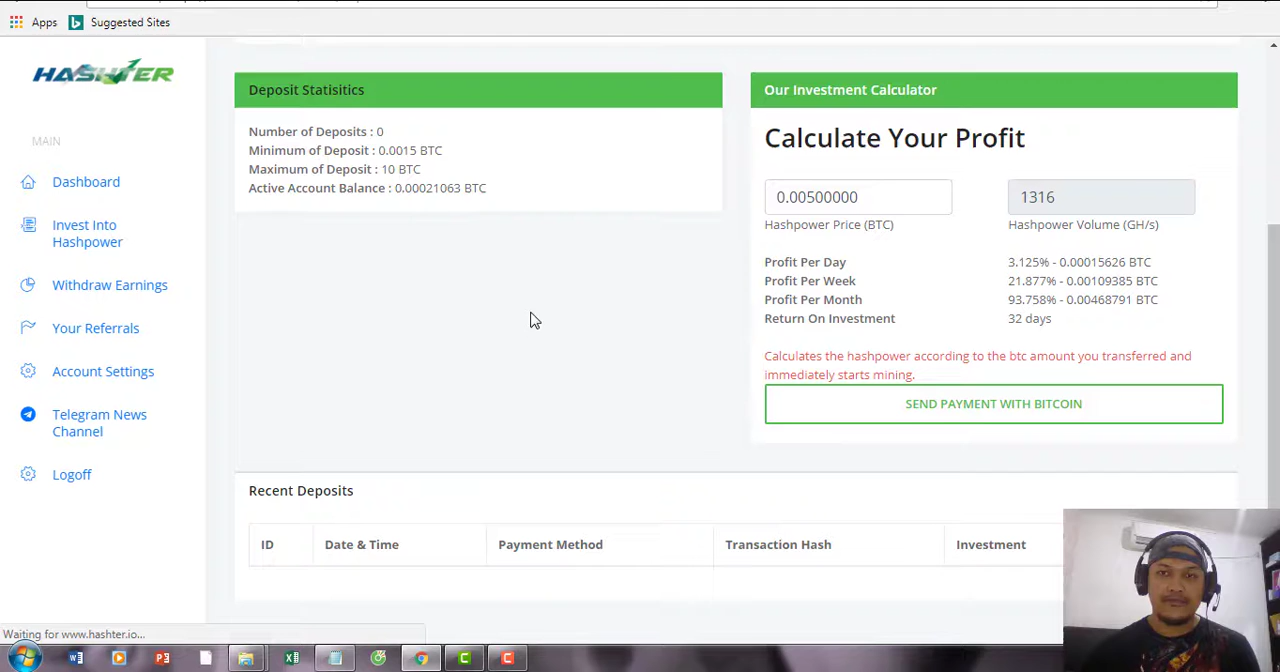 Apps
Suggested Sites
HASHTER
MAIN
Dashboard
Invest Into
Hashpower
Withdraw Earnings
Your Referrals
Account Settings
Telegram News
Channel
Logoff
Deposit Statisitics
Number of Deposits : 0
Minimum of Deposit : 0.0015 BTC
Maximum of Deposit : 10 BTC
Active Account Balance : 0.00021063 BTC
Our Investment Calculator
Calculate Your Profit
0.00500000 1316
Hashpower Price (BTC) Hashpower Volume (GH/s)
Profit Per Day 3.125% - 0.00015626 BTC
Profit Per Week 21.877% - 0.00109385 BTC
Profit Per Month 93.758% - 0.00468791 BTC
Return On Investment 32 days
Calculates the hashpower according to the btc amount you transferred and
immediately starts mining.
SEND PAYMENT WITH BITCOIN
Recent Deposits
ID Date & Time Payment Method Transaction Hash Investment
Waiting for www.hashter.io...